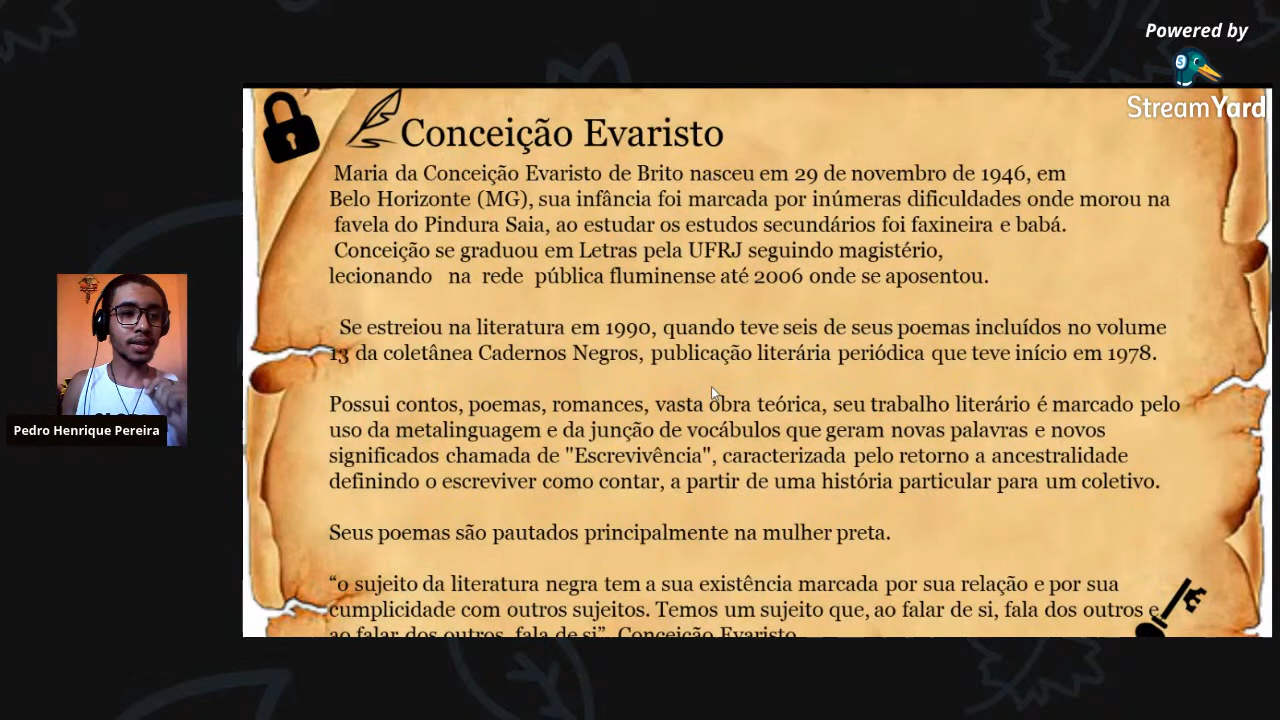 Powered by
StreamYard
Conceição Evaristo
Maria da Conceição Evaristo de Brito nasceu em 29 de novembro de 1946, em
Belo Horizonte (MG), sua infância foi marcada por inúmeras dificuldades onde morou na
favela do Pindura Saia, ao estudar os estudos secundários foi faxineira e babá.
Conceição se graduou em Letras pela UFRJ seguindo magistério,
lecionando na rede pública fluminense até 2006 onde se aposentou.
Se estreiou na literatura em 1990, quando teve seis de seus poemas incluídos no volume
13 da coletânea Cadernos Negros, publicação literária periódica que teve início em 1978.
Possui contos, poemas, romances, vasta obra teórica, seu trabalho literário é marcado pelo
uso da metalinguagem e da junção de vocábulos que geram novas palavras e novos
significados chamada de "Escrevivência", caracterizada pelo retorno a ancestralidade
definindo o escreviver como contar, a partir de uma história particular para um coletivo.
Seus poemas são pautados principalmente na mulher preta.
“o sujeito da literatura negra tem a sua existência marcada por sua relação e por sua
cumplicidade com outros sujeitos. Temos um sujeito que, ao falar de si, fala dos outros e,
ao falar dos outros, fala de si”. Conceição Evaristo
Pedro Henrique Pereira